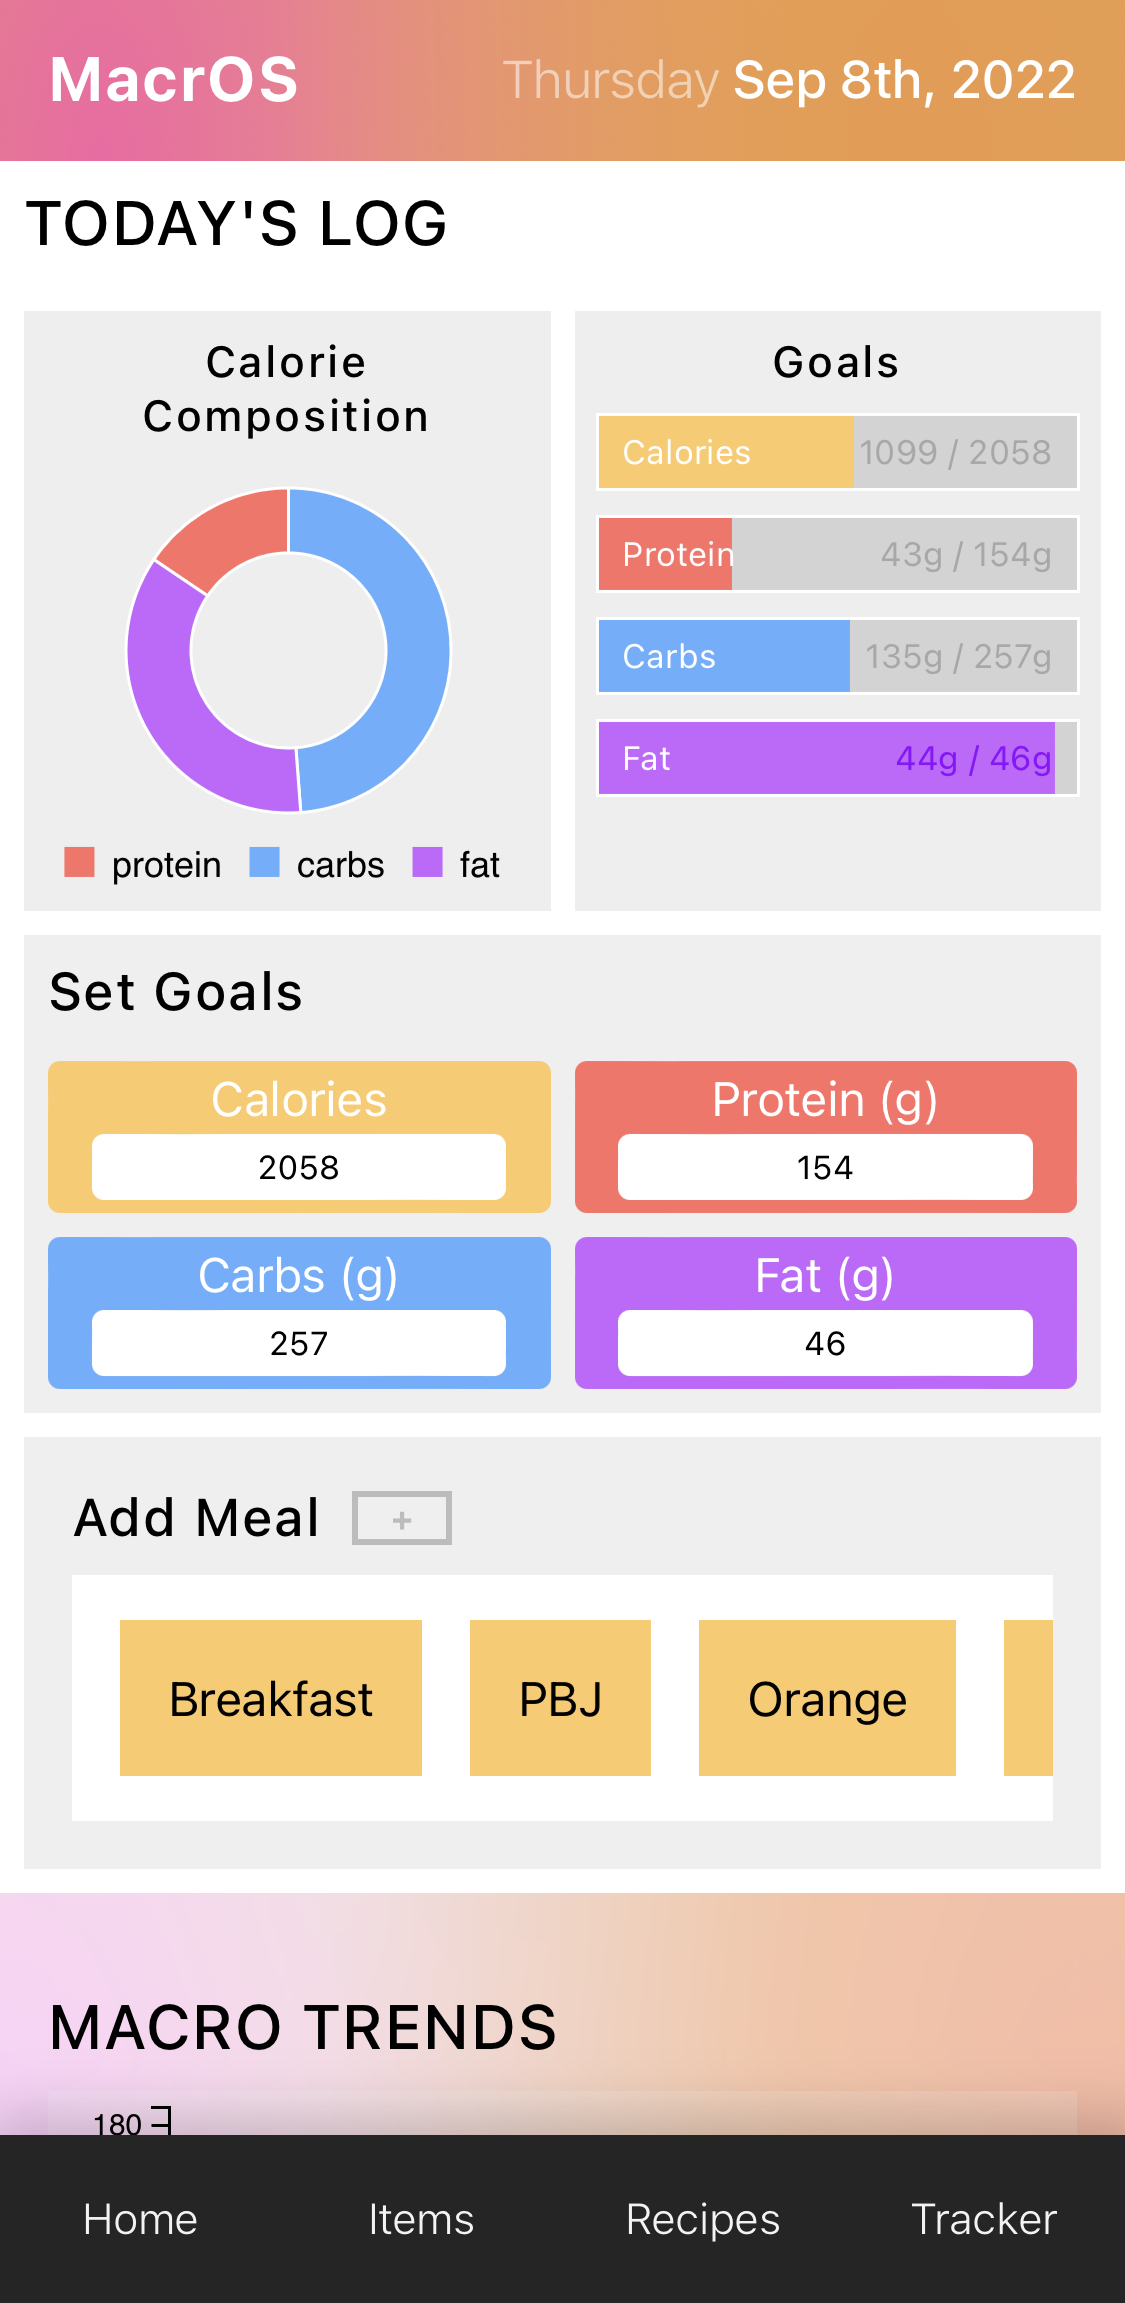 MacrOS
Thursday Sep 8th, 2022
TODAY'S LOG
Calorie
Composition
protein carbs fat
Goals
Calories 1099 / 2058
Protein 43g / 154g
Carbs 135g / 257g
Fat 44g / 46g
Set Goals
Calories
2058
Protein (g)
154
Carbs (g)
257
Fat (g)
46
Add Meal +
Breakfast PBJ Orange
MACRO TRENDS
180
Home Items Recipes Tracker